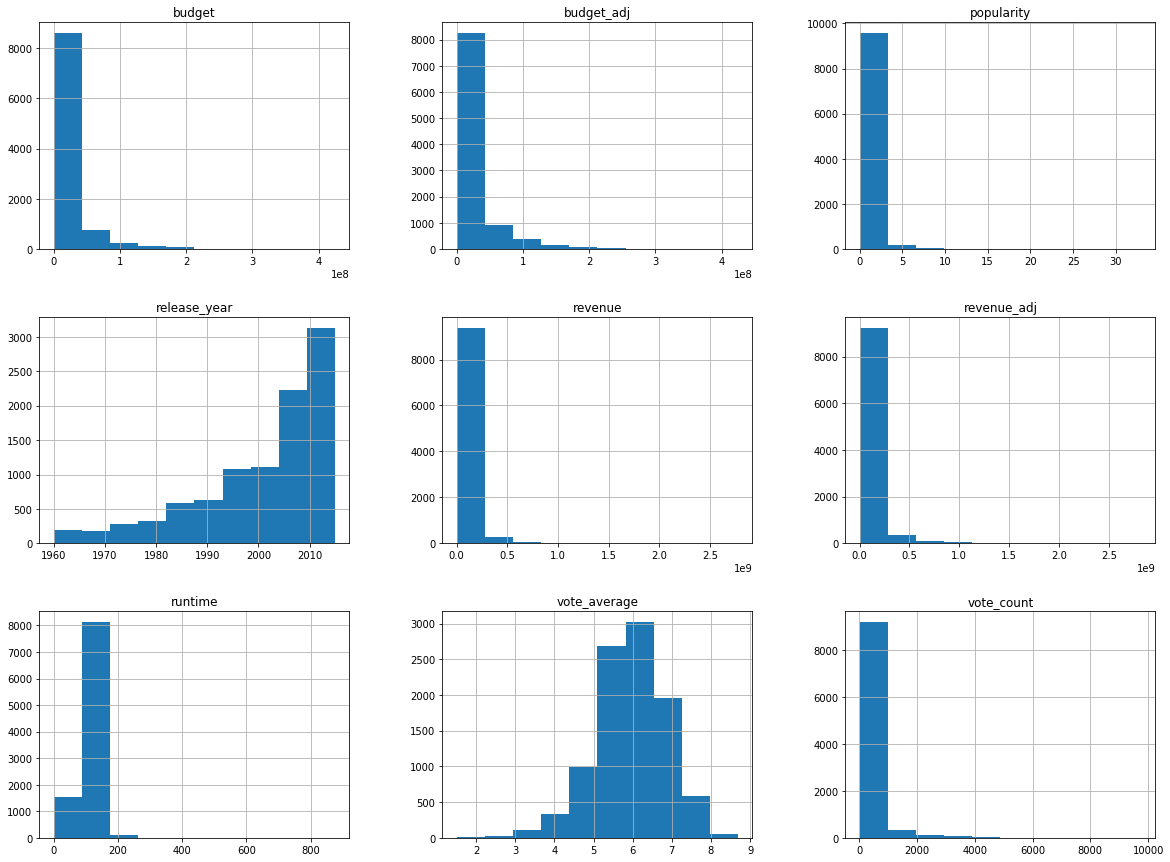 budget
8000
6000
4000
2000
0
0 1 2 3 4
1e8
budget_adj
8000
7000
6000
5000
4000
3000
2000
1000
0
0 1 2 3 4
1e8
popularity
10000
8000
6000
4000
2000
0
0 5 10 15 20 25 30
release_year
3000
2500
2000
1500
1000
500
0
1960 1970 1980 1990 2000 2010
revenue
8000
6000
4000
2000
0
0.0 0.5 1.0 1.5 2.0 2.5
1e9
revenue_adj
8000
6000
4000
2000
0
0.0 0.5 1.0 1.5 2.0 2.5
1e9
runtime
8000
7000
6000
5000
4000
3000
2000
1000
0
0 200 400 600 800
vote_average
3000
2500
2000
1500
1000
500
0
2 3 4 5 6 7 8 9
vote_count
8000
6000
4000
2000
0
0 2000 4000 6000 8000 10000